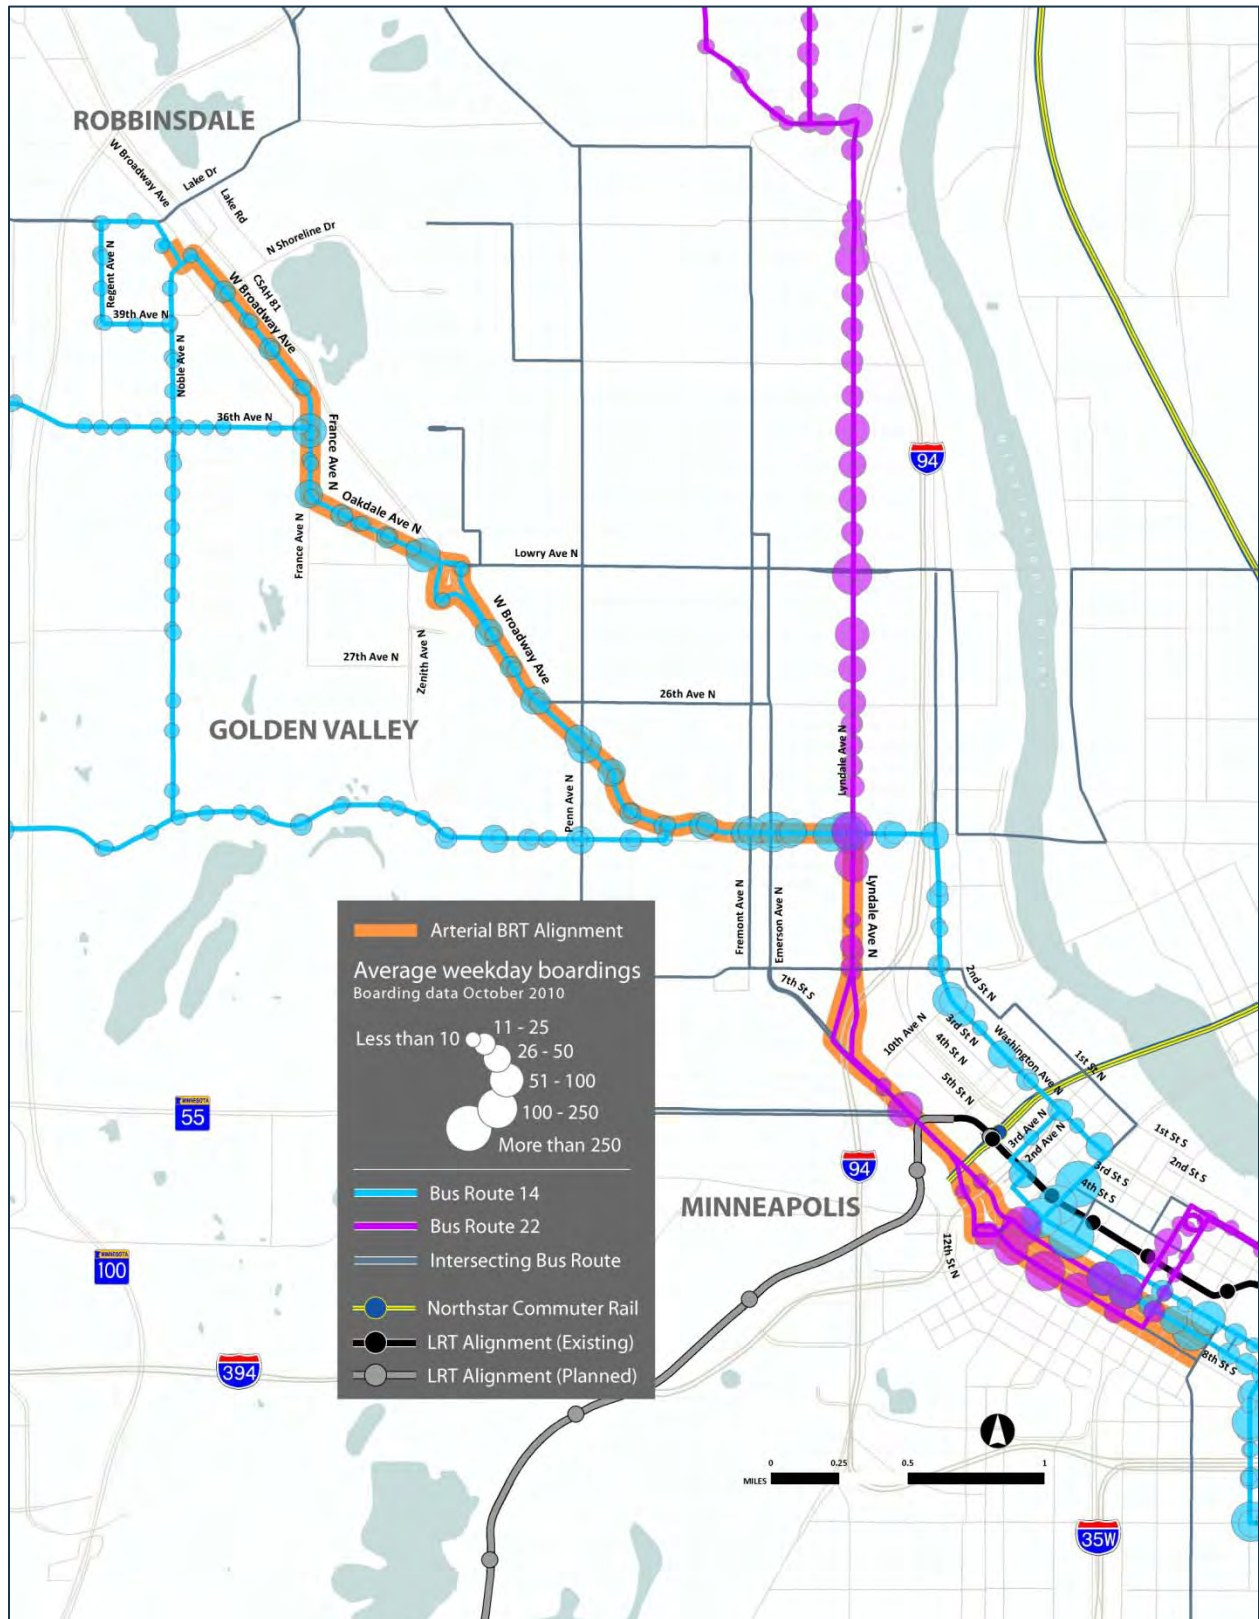 ROBBINSDALE
W Broadway Ave
Lake Dr
Lake Rd
N Shoreline Dr
CSAH 81
W Broadway Ave
Regent Ave N
39th Ave N
Noble Ave N
36th Ave N
France Ave N
94
Mississippi River
Oakdale Ave N
France Ave N
Lowry Ave N
W Broadway Ave
27th Ave N
Zenith Ave N
26th Ave N
GOLDEN VALLEY
Lyndale Ave N
Penn Ave N
Fremont Ave N
Emerson Ave N
Lyndale Ave N
7th St S
2nd St N
10th Ave N
3rd St N
4th St N
5th St N
Washington Ave N
1st St N
3rd Ave N
2nd Ave N
1st St S
2nd St S
3rd St S
4th St S
94
MINNEAPOLIS
12th St N
8th St S
Arterial BRT Alignment
Average weekday boardings
Boarding data October 2010
Less than 10
11 - 25
26 - 50
51 - 100
100 - 250
More than 250
Bus Route 14
Bus Route 22
Intersecting Bus Route
Northstar Commuter Rail
LRT Alignment (Existing)
LRT Alignment (Planned)
MINNESOTA
55
MINNESOTA
100
394
0 0.25 0.5 1
MILES
35W